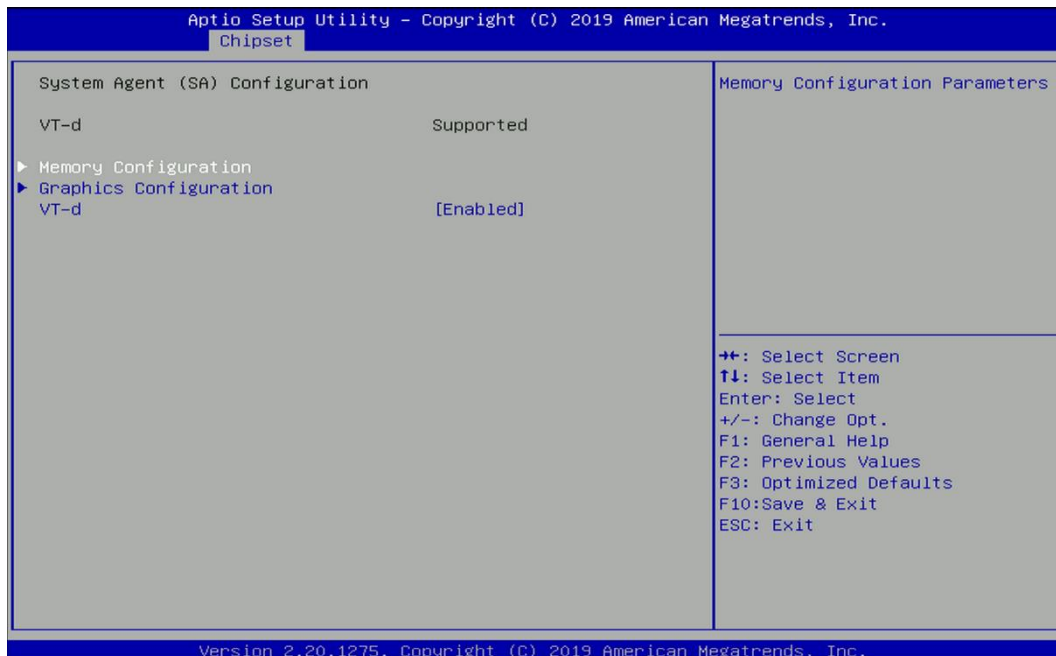 Aptio Setup Utility – Copyright (C) 2019 American Megatrends, Inc.
Chipset
System Agent (SA) Configuration
VT-d Supported
▶ Memory Configuration
▶ Graphics Configuration
VT-d [Enabled]
Memory Configuration Parameters
→←: Select Screen
↑↓: Select Item
Enter: Select
+/-: Change Opt.
F1: General Help
F2: Previous Values
F3: Optimized Defaults
F10:Save & Exit
ESC: Exit
Version 2.20.1275. Copyright (C) 2019 American Megatrends, Inc.